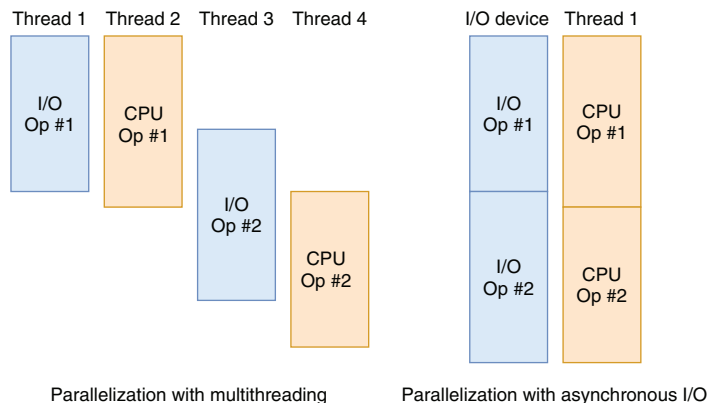 Thread 1 Thread 2 Thread 3 Thread 4 I/O device Thread 1
I/O
Op #1
CPU
Op #1
I/O
Op #2
CPU
Op #2
I/O
Op #1
CPU
Op #1
I/O
Op #2
CPU
Op #2
Parallelization with multithreading
Parallelization with asynchronous I/O